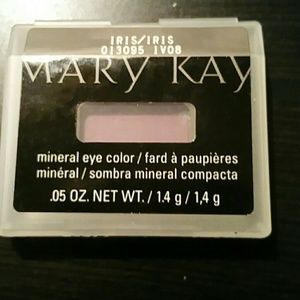 IRIS/IRIS
013095 1V08
MARY KAY
mineral eye color / fard à paupières
minéral / sombra mineral compacta
.05 OZ. NET WT. / 1.4 g / 1,4 g